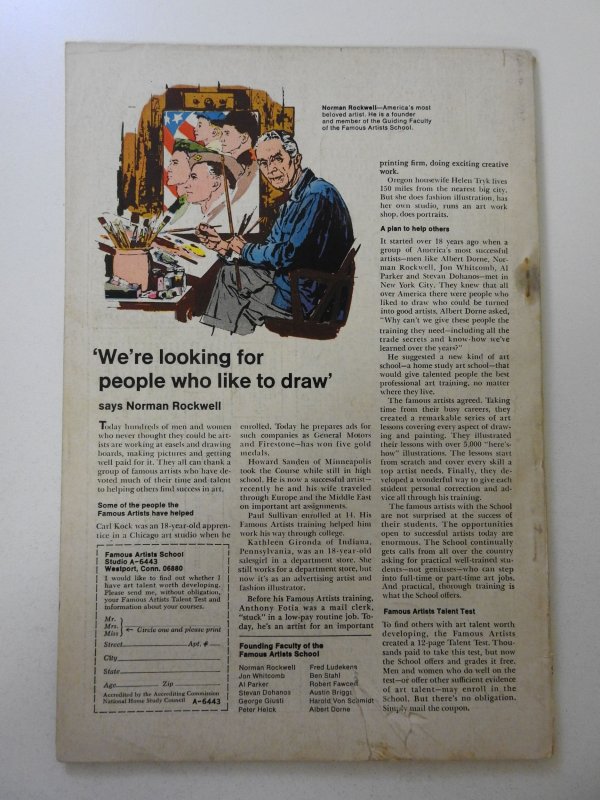 Norman Rockwell—America's most
beloved artist. He is a founder
and member of the Guiding Faculty
of the Famous Artists School.
'We're looking for
people who like to draw'
says Norman Rockwell
Today hundreds of men and women
who never thought they could be art-
ists are working at easels and drawing
boards, making pictures and getting
well paid for it. They all can thank a
group of famous artists who have de-
voted much of their time and talent
to helping others find success in art.
Some of the people the
Famous Artists have helped
Carl Kock was an 18-year-old appren-
tice in a Chicago art studio when he
Famous Artists School
Studio A-6443
Westport, Conn. 06880
I would like to find out whether I
have art talent worth developing.
Please send me, without obligation,
your Famous Artists Talent Test and
information about your courses.
Mr.
Mrs.
Miss
Circle one and please print
Street Apt. #
City
State
Age Zip
Accredited by the Accrediting Commission
National Home Study Council A-6443
enrolled. Today he prepares ads for
such companies as General Motors
and Firestone—has won five gold
medals.
Howard Sanden of Minneapolis
took the Course while still in high
school. He is now a successful artist—
recently he and his wife traveled
through Europe and the Middle East
on important art assignments.
Paul Sullivan enrolled at 14. His
Famous Artists training helped him
work his way through college.
Kathleen Gironda of Indiana,
Pennsylvania, was an 18-year-old
salesgirl in a department store. She
still works for a department store, but
now it's as an advertising artist and
fashion illustrator.
Before his Famous Artists training,
Anthony Fotia was a mail clerk,
"stuck" in a low-pay routine job. To-
day, he's an artist for an important
Founding Faculty of the
Famous Artists School
Norman Rockwell
Jon Whitcomb
Al Parker
Stevan Dohanos
George Giusti
Peter Helck
Fred Ludekens
Ben Stahl
Robert Fawcett
Austin Briggs
Harold Von Schmidt
Albert Dorne
printing firm, doing exciting creative
work.
Oregon housewife Helen Tryk lives
150 miles from the nearest big city.
But she does fashion illustration, has
her own studio, runs an art work
shop, does portraits.
A plan to help others
It started over 18 years ago when a
group of America's most successful
artists—men like Albert Dorne, Nor-
man Rockwell, Jon Whitcomb, Al
Parker and Stevan Dohanos—met in
New York City. They knew that all
over America there were people who
liked to draw who could be turned
into good artists. Albert Dorne asked,
"Why can't we give these people the
training they need—including all the
trade secrets and know-how we've
learned over the years?"
He suggested a new kind of art
school—a home study art school—that
would give talented people the best
professional art training, no matter
where they live.
The famous artists agreed. Taking
time from their busy careers, they
created a remarkable series of art
lessons covering every aspect of draw-
ing and painting. They illustrated
their lessons with over 5,000 "here's-
how" illustrations. The lessons start
from scratch and cover every skill a
top artist needs. Finally, they de-
veloped a wonderful way to give each
student personal correction and ad-
vice all through his training.
The famous artists with the School
are not surprised at the success of
their students. The opportunities
open to successful artists today are
enormous. The School continually
gets calls from all over the country
asking for practical well-trained stu-
dents—not geniuses—who can step
into full-time or part-time art jobs.
And practical, thorough training is
what the School offers.
Famous Artists Talent Test
To find others with art talent worth
developing, the Famous Artists
created a 12-page Talent Test. Thou-
sands paid to take this test, but now
the School offers and grades it free.
Men and women who do well on the
test—or offer other sufficient evidence
of art talent—may enroll in the
School. But there's no obligation.
Simply mail the coupon.